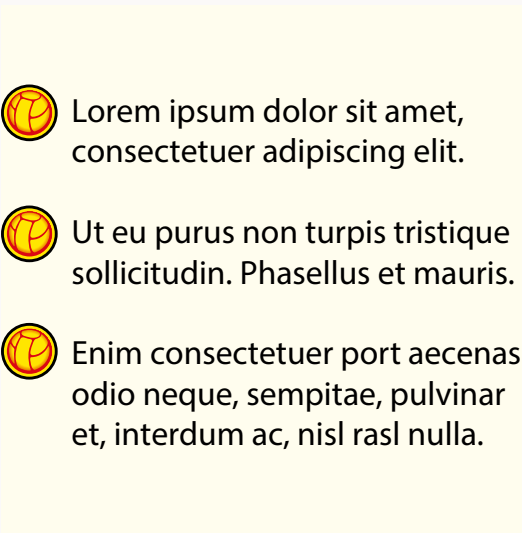 Lorem ipsum dolor sit amet,
consectetuer adipiscing elit.
Ut eu purus non turpis tristique
sollicitudin. Phasellus et mauris.
Enim consectetuer port aecenas
odio neque, sempitae, pulvinar
et, interdum ac, nisl rasl nulla.